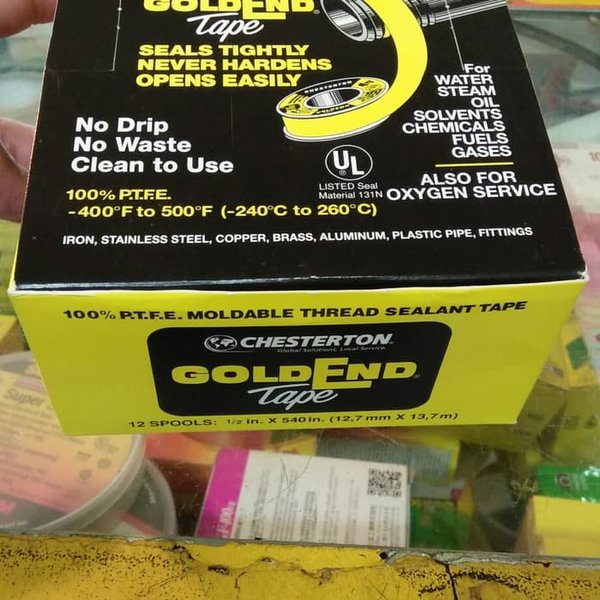 GOLDEND®
Tape
SEALS TIGHTLY
NEVER HARDENS
OPENS EASILY
CHESTERTON
No Drip
No Waste
Clean to Use
For
WATER
STEAM
OIL
SOLVENTS
CHEMICALS
FUELS
GASES
UL
LISTED Seal
Material 131N
ALSO FOR
OXYGEN SERVICE
100% P.T.F.E.
-400°F to 500°F (-240°C to 260°C)
IRON, STAINLESS STEEL, COPPER, BRASS, ALUMINUM, PLASTIC PIPE, FITTINGS
100% P.T.F.E. MOLDABLE THREAD SEALANT TAPE
CHESTERTON
Global Solutions, Local Service.
GOLDEND®
Tape
12 SPOOLS: 1/2 in. X 540 in. (12,7 mm X 13,7 m)